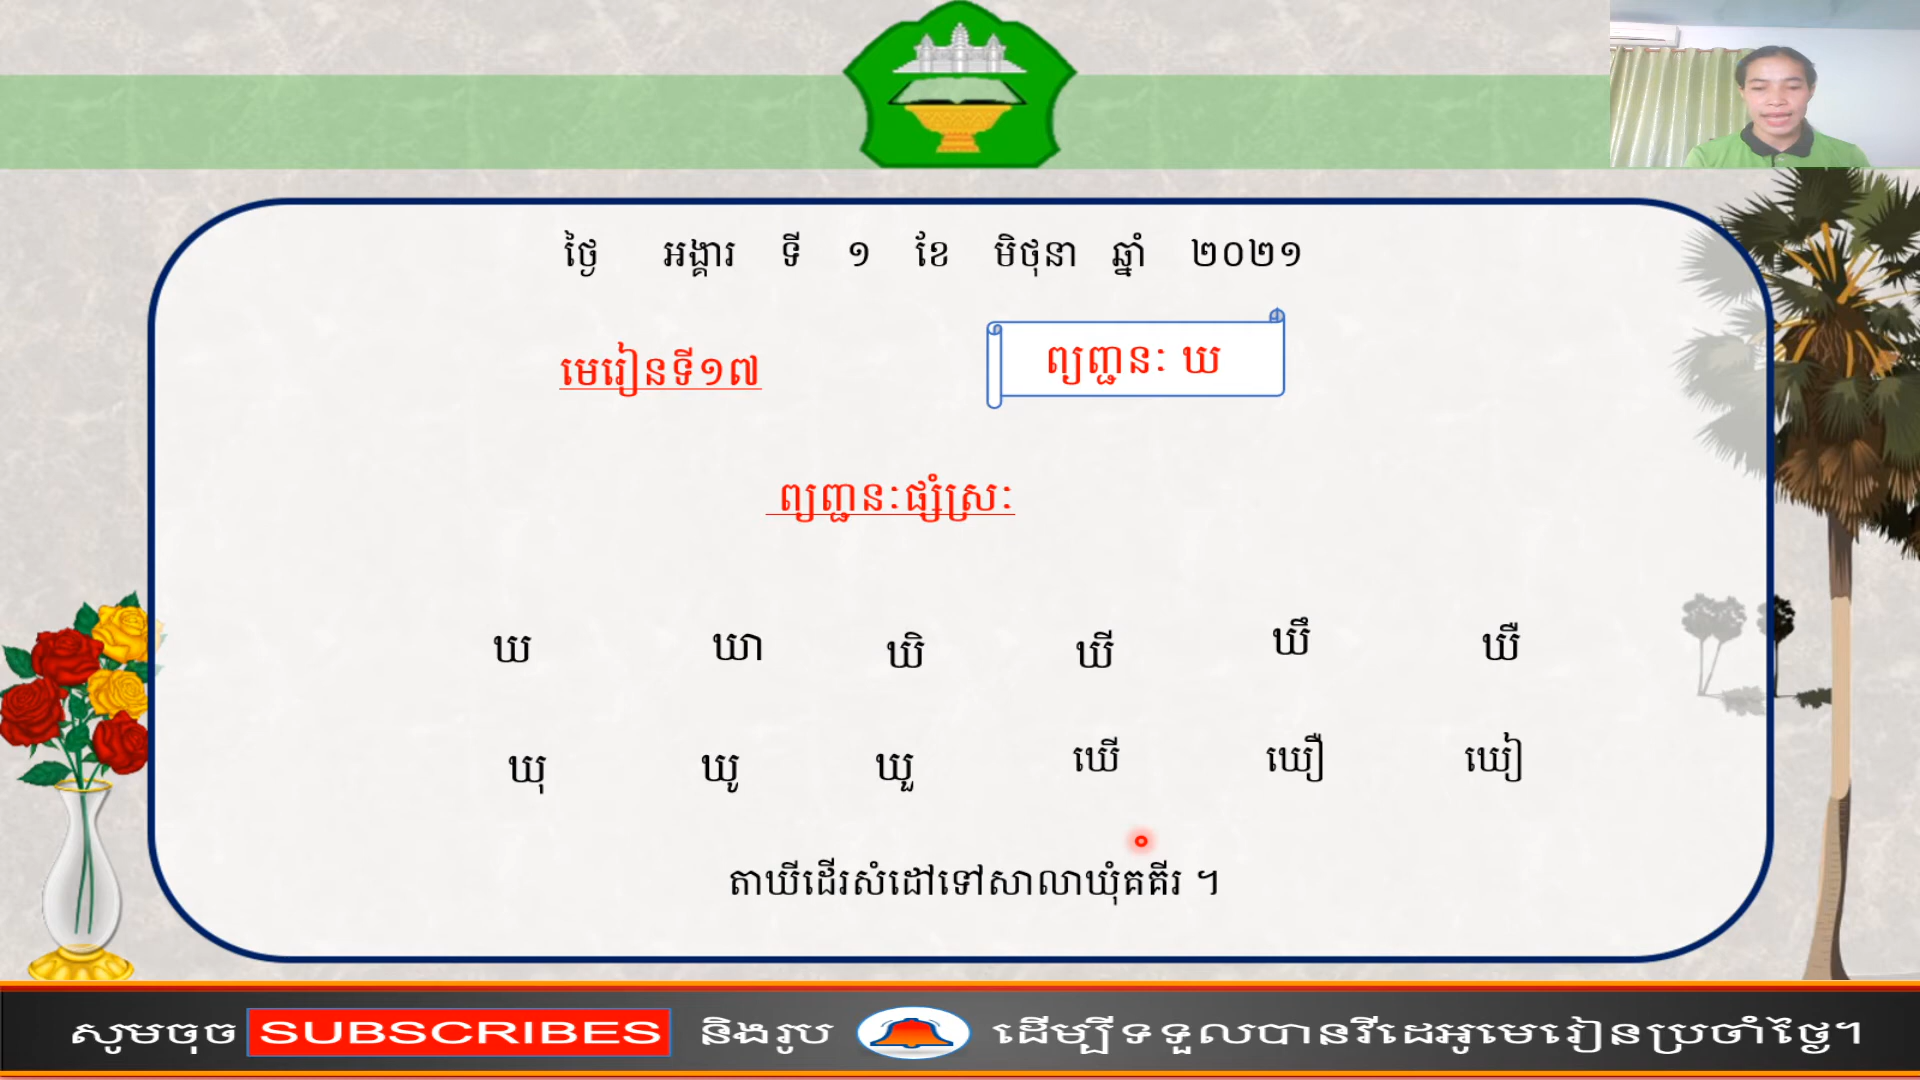 ថ្ងៃ អង្គារ ទី ១ ខែ មិថុនា ឆ្នាំ ២០២១
មេរៀនទី១៧
ព្យញ្ជនៈ ឃ
ព្យញ្ជនៈផ្សំស្រៈ
ឃ ឃា ឃិ ឃី ឃឹ ឃឺ
ឃុ ឃូ ឃួ ឃើ ឃឿ ឃៀ
តាឃីដើរសំដៅទៅសាលាឃុំគគីរ ។
សូមចុច SUBSCRIBES និងរូប ដើម្បីទទួលបានវីដេអូមេរៀនប្រចាំថ្ងៃ។